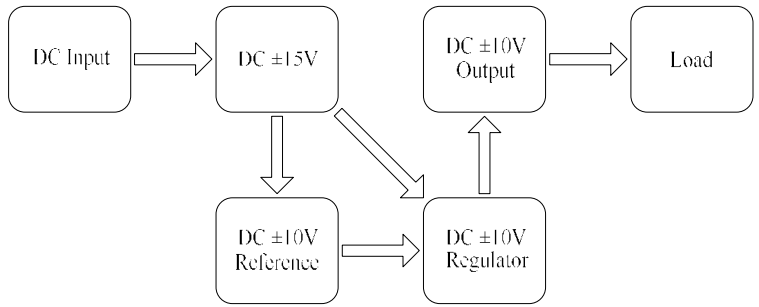 DC Input
DC ±15V
DC ±10V
Output
Load
DC ±10V
Reference
DC ±10V
Regulator